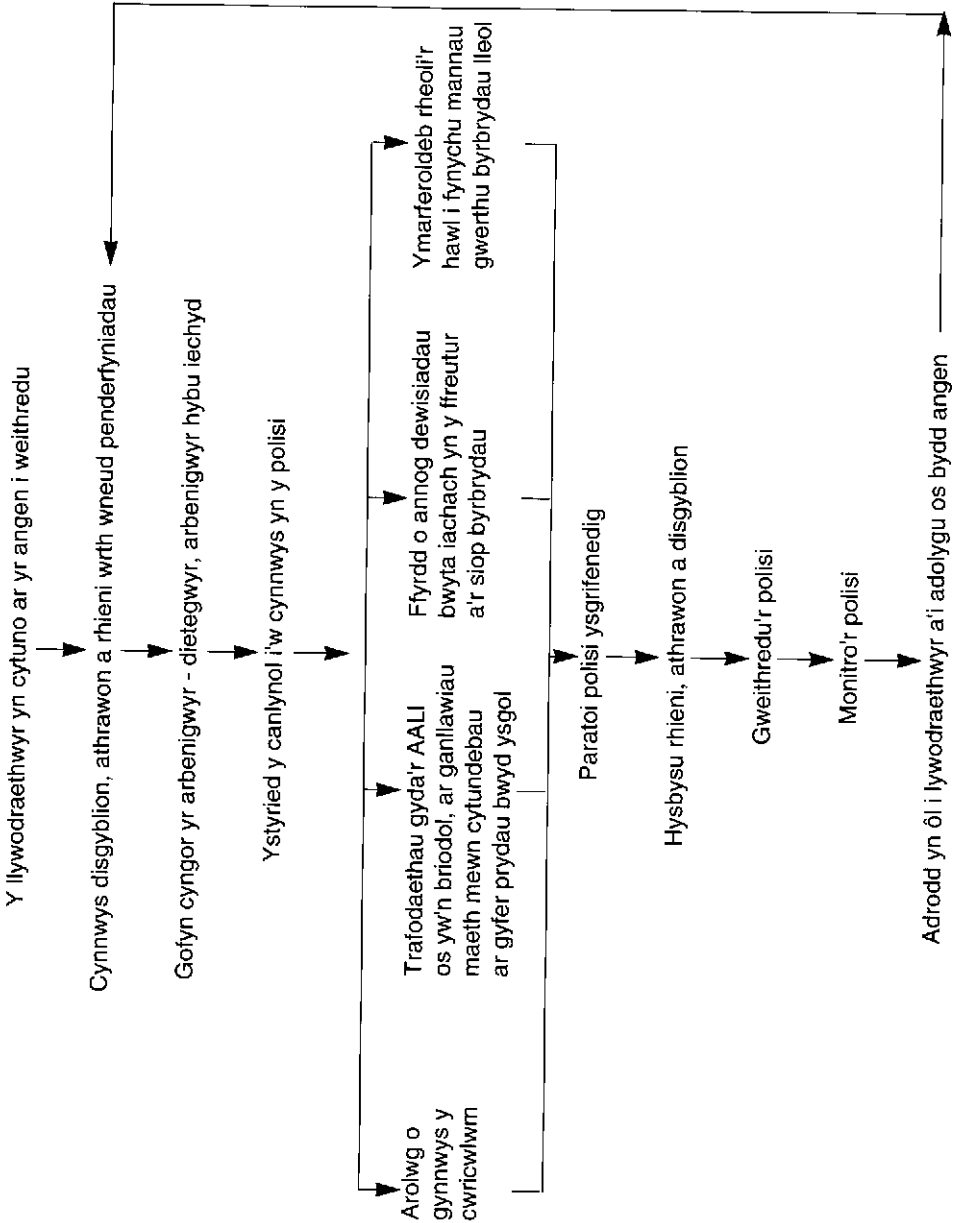 Y llywodraethwyr yn cytuno ar yr angen i weithredu
Cynnwys disgyblion, athrawon a rhieni wrth wneud penderfyniadau
Gofyn cyngor yr arbenigwyr - dietegwyr, arbenigwyr hybu iechyd
Ystyried y canlynol i'w cynnwys yn y polisi
Arolwg o
gynnwys y
cwricwlwm
Trafodaethau gyda'r AALl
os yw'n briodol, ar ganllawiau
maeth mewn cytundebau
ar gyfer prydau bwyd ysgol
Ffyrdd o annog dewisiadau
bwyta iachach yn y ffreutur
a'r siop byrbrydau
Ymarferoldeb rheoli'r
hawl i fynychu mannau
gwerthu byrbrydau lleol
Paratoi polisi ysgrifenedig
Hysbysu rhieni, athrawon a disgyblion
Gweithredu'r polisi
Monitro'r polisi
Adrodd yn ôl i lywodraethwyr a'i adolygu os bydd angen